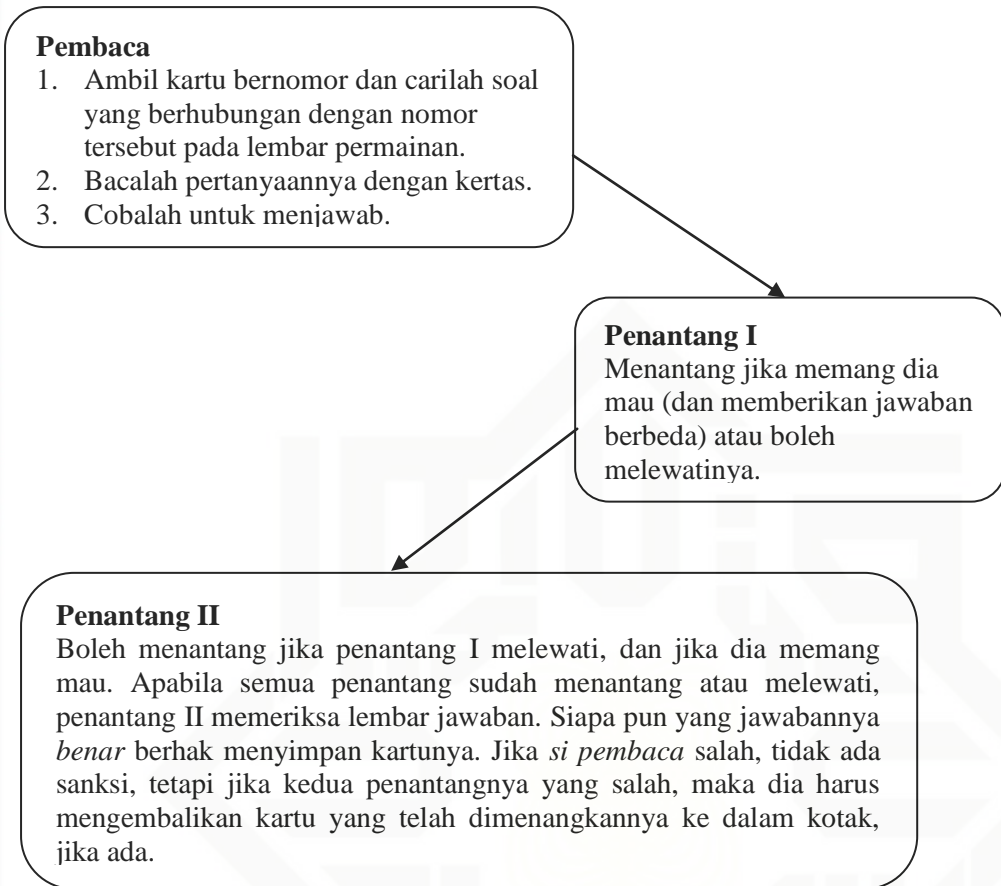 Pembaca
1. Ambil kartu bernomor dan carilah soal
yang berhubungan dengan nomor
tersebut pada lembar permainan.
2. Bacalah pertanyaannya dengan kertas.
3. Cobalah untuk menjawab.
Penantang I
Menantang jika memang dia
mau (dan memberikan jawaban
berbeda) atau boleh
melewatinya.
Penantang II
Boleh menantang jika penantang I melewati, dan jika dia memang
mau. Apabila semua penantang sudah menantang atau melewati,
penantang II memeriksa lembar jawaban. Siapa pun yang jawabannya
benar berhak menyimpan kartunya. Jika si pembaca salah, tidak ada
sanksi, tetapi jika kedua penantangnya yang salah, maka dia harus
mengembalikan kartu yang telah dimenangkannya ke dalam kotak,
jika ada.